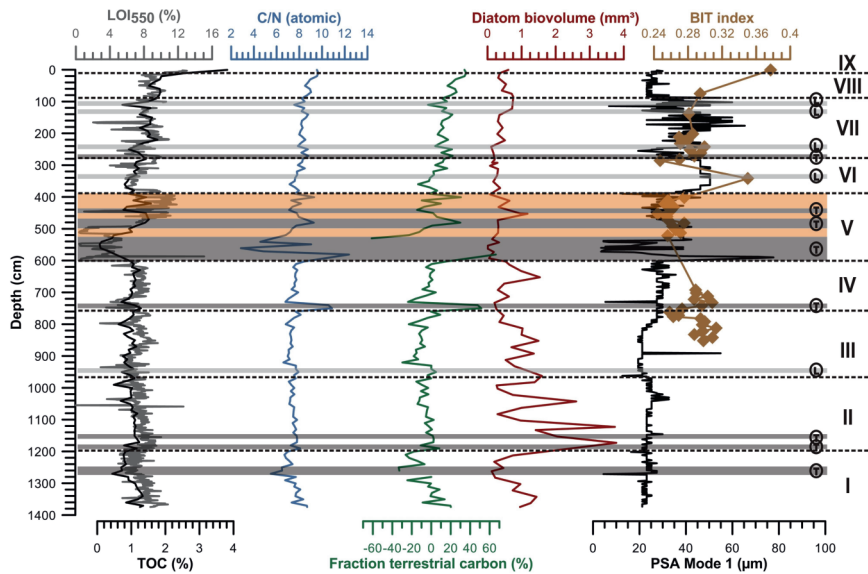 LOI550 (%)
C/N (atomic)
Diatom biovolume (mm³)
BIT index
0 8 16
2 4 6 8 10 12 14
0 1 2 3 4
0.24 0.28 0.32 0.36 0.4
IX
VIII
VII
VI
V
IV
III
II
I
L
L
L
T
L
T
T
T
T
L
T
T
T
Depth (cm)
0
100
200
300
400
500
600
700
800
900
1000
1100
1200
1300
1400
0 2 4
TOC (%)
-60 -40 -20 0 20 40 60
Fraction terrestrial carbon (%)
0 20 40 60 80 100
PSA Mode 1 (μm)